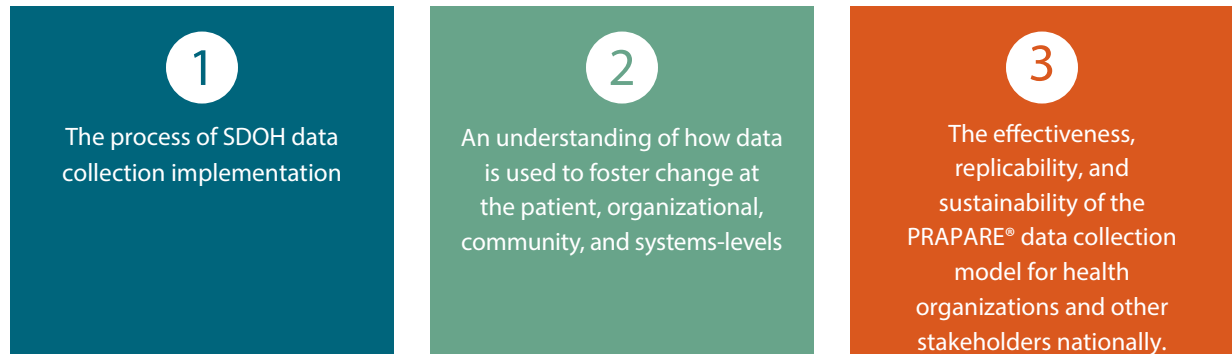 1
The process of SDOH data
collection implementation
2
An understanding of how data
is used to foster change at
the patient, organizational,
community, and systems-levels
3
The effectiveness,
replicability, and
sustainability of the
PRAPARE® data collection
model for health
organizations and other
stakeholders nationally.